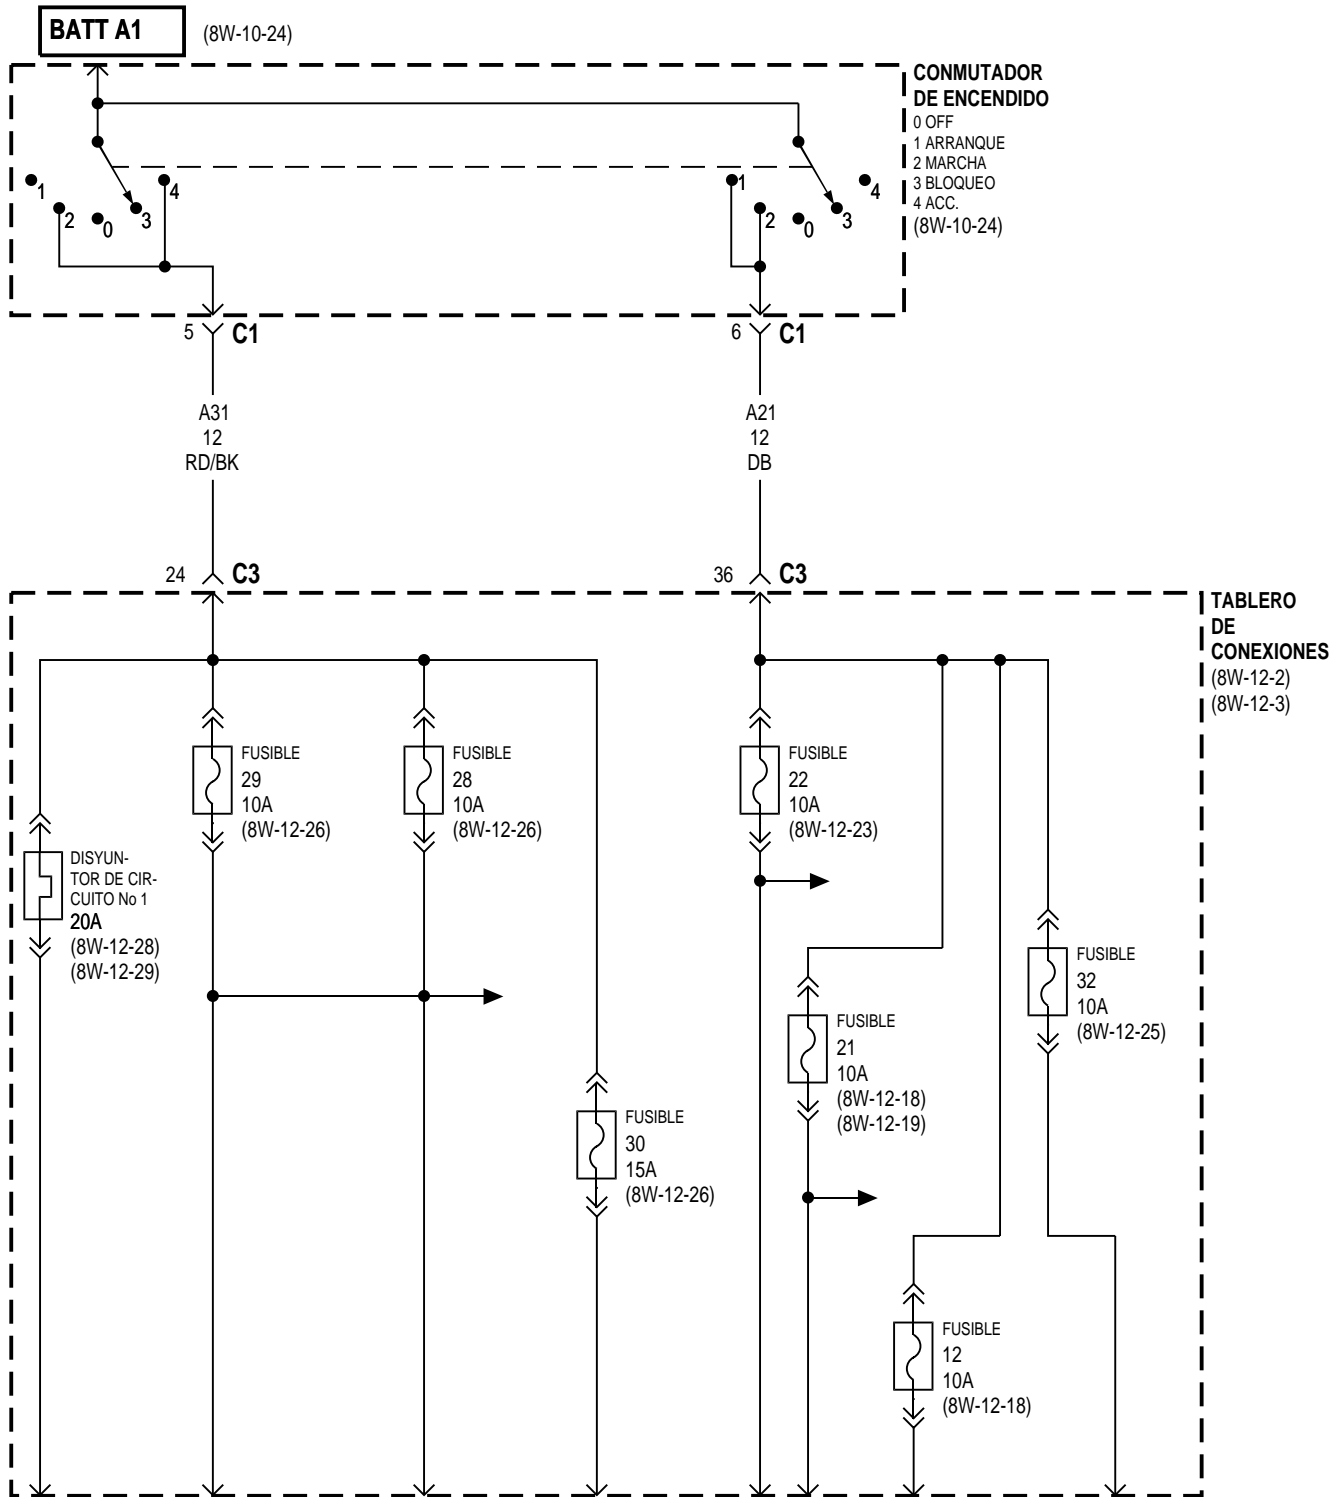 BATT A1
(8W-10-24)
CONMUTADOR
DE ENCENDIDO
0 OFF
1 ARRANQUE
2 MARCHA
3 BLOQUEO
4 ACC.
(8W-10-24)
1
2
0
3
4
1
2
0
3
4
5
C1
6
C1
A31
12
RD/BK
A21
12
DB
24
C3
36
C3
TABLERO
DE
CONEXIONES
(8W-12-2)
(8W-12-3)
FUSIBLE
29
10A
(8W-12-26)
FUSIBLE
28
10A
(8W-12-26)
FUSIBLE
22
10A
(8W-12-23)
DISYUN-
TOR DE CIR-
CUITO No 1
20A
(8W-12-28)
(8W-12-29)
FUSIBLE
32
10A
(8W-12-25)
FUSIBLE
21
10A
(8W-12-18)
(8W-12-19)
FUSIBLE
30
15A
(8W-12-26)
FUSIBLE
12
10A
(8W-12-18)